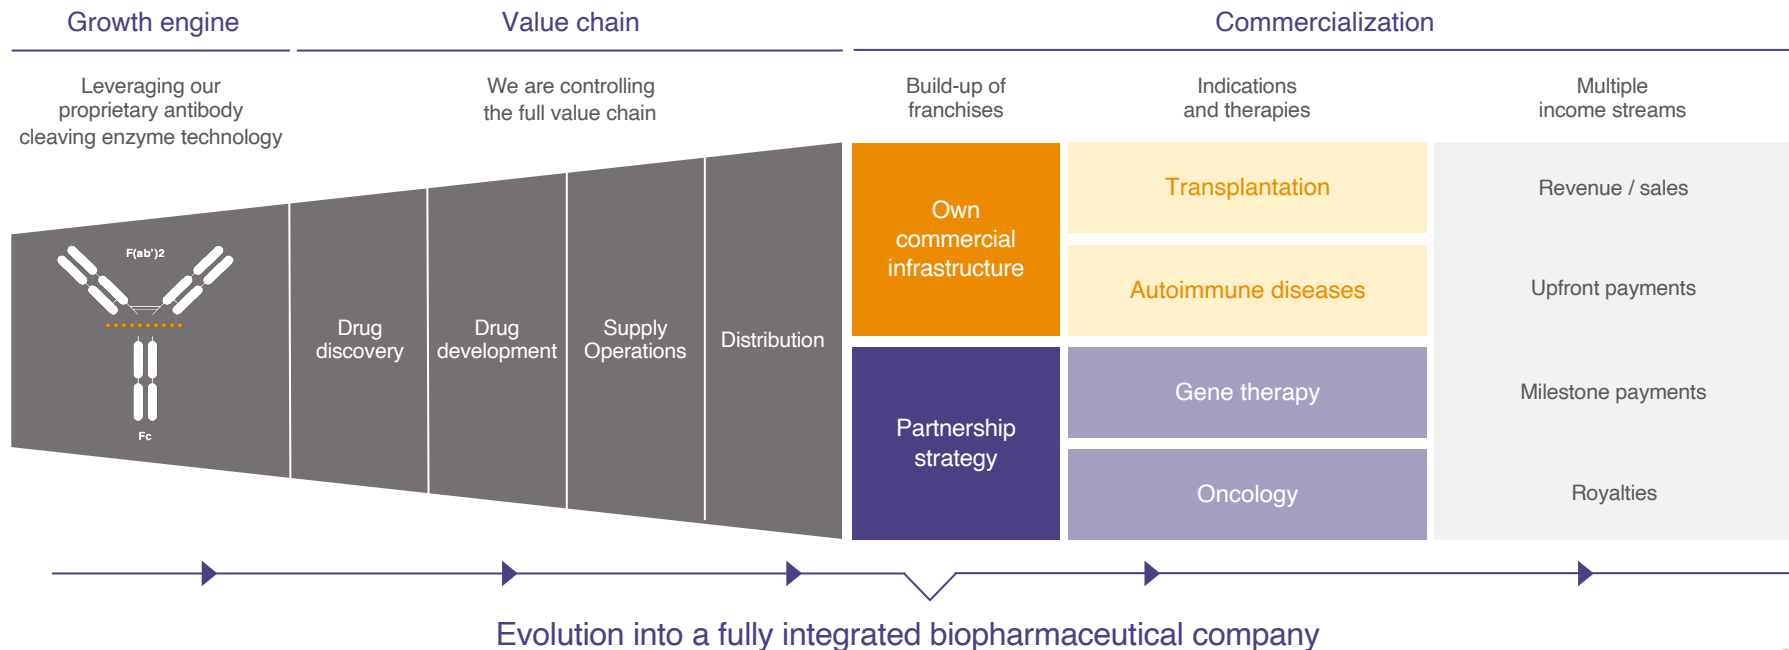 Growth engine
Value chain
Commercialization
Leveraging our
proprietary antibody
cleaving enzyme technology
We are controlling
the full value chain
Build-up of
franchises
Indications
and therapies
Multiple
income streams
F(ab')2
Fc
Drug
discovery
Drug
development
Supply
Operations
Distribution
Own
commercial
infrastructure
Partnership
strategy
Transplantation
Autoimmune diseases
Gene therapy
Oncology
Revenue / sales
Upfront payments
Milestone payments
Royalties
Evolution into a fully integrated biopharmaceutical company